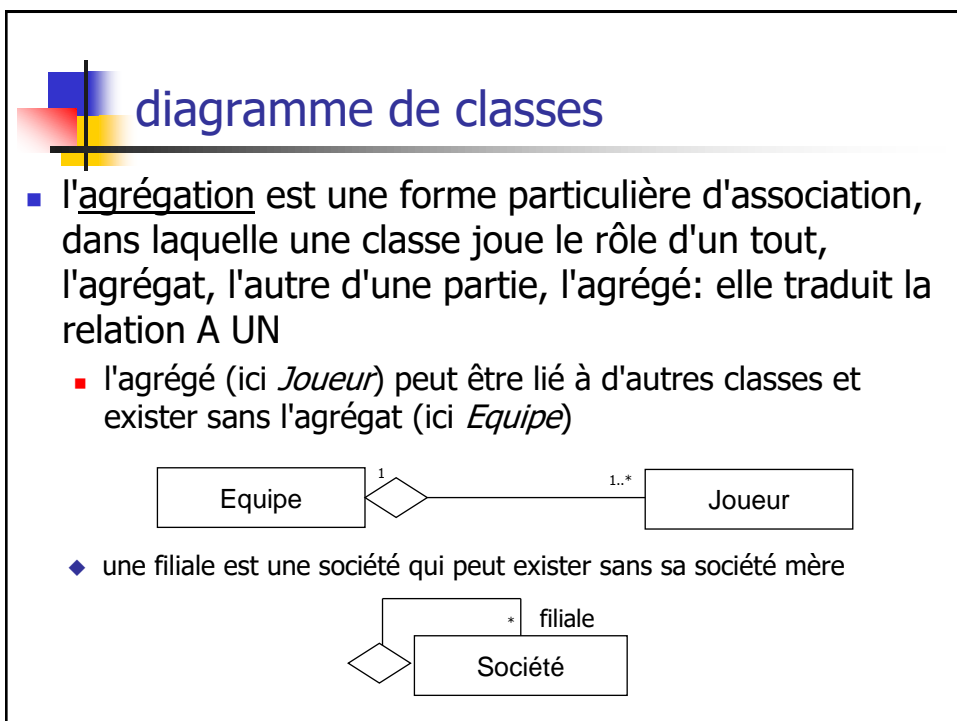 diagramme de classes
l'agrégation est une forme particulière d'association,
dans laquelle une classe joue le rôle d'un tout,
l'agrégat, l'autre d'une partie, l'agrégé: elle traduit la
relation A UN
l'agrégé (ici Joueur) peut être lié à d'autres classes et
exister sans l'agrégat (ici Equipe)
Equipe 1 1..* Joueur
une filiale est une société qui peut exister sans sa société mère
* filiale
Société